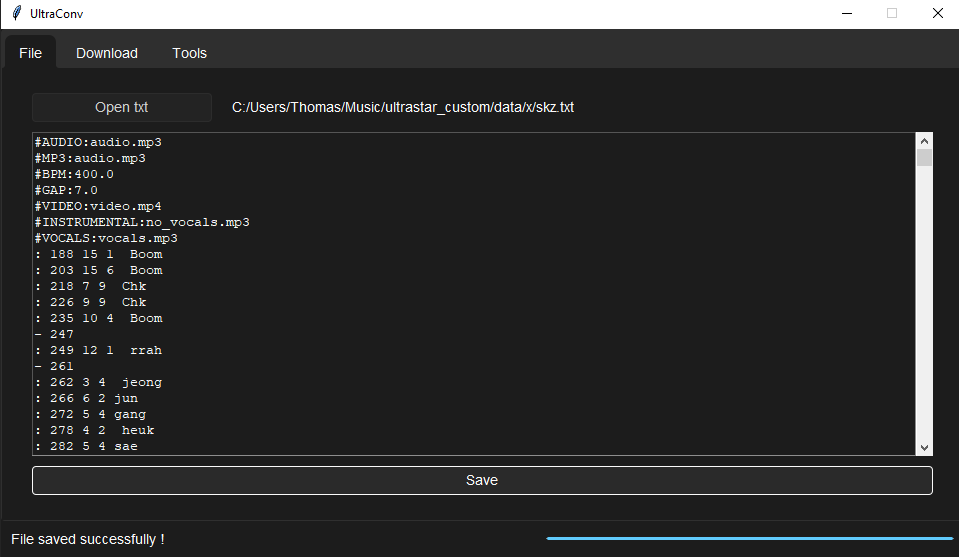 UltraConv
File Download Tools
Open txt C:/Users/Thomas/Music/ultrastar_custom/data/x/skz.txt
#AUDIO:audio.mp3
#MP3:audio.mp3
#BPM:400.0
#GAP:7.0
#VIDEO:video.mp4
#INSTRUMENTAL:no_vocals.mp3
#VOCALS:vocals.mp3
: 188 15 1  Boom
: 203 15 6  Boom
: 218 7 9  Chk
: 226 9 9  Chk
: 235 10 4  Boom
- 247
: 249 12 1  rrah
- 261
: 262 3 4  jeong
: 266 6 2 jun
: 272 5 4 gang
: 278 4 2  heuk
: 282 5 4 sae
Save
File saved successfully !